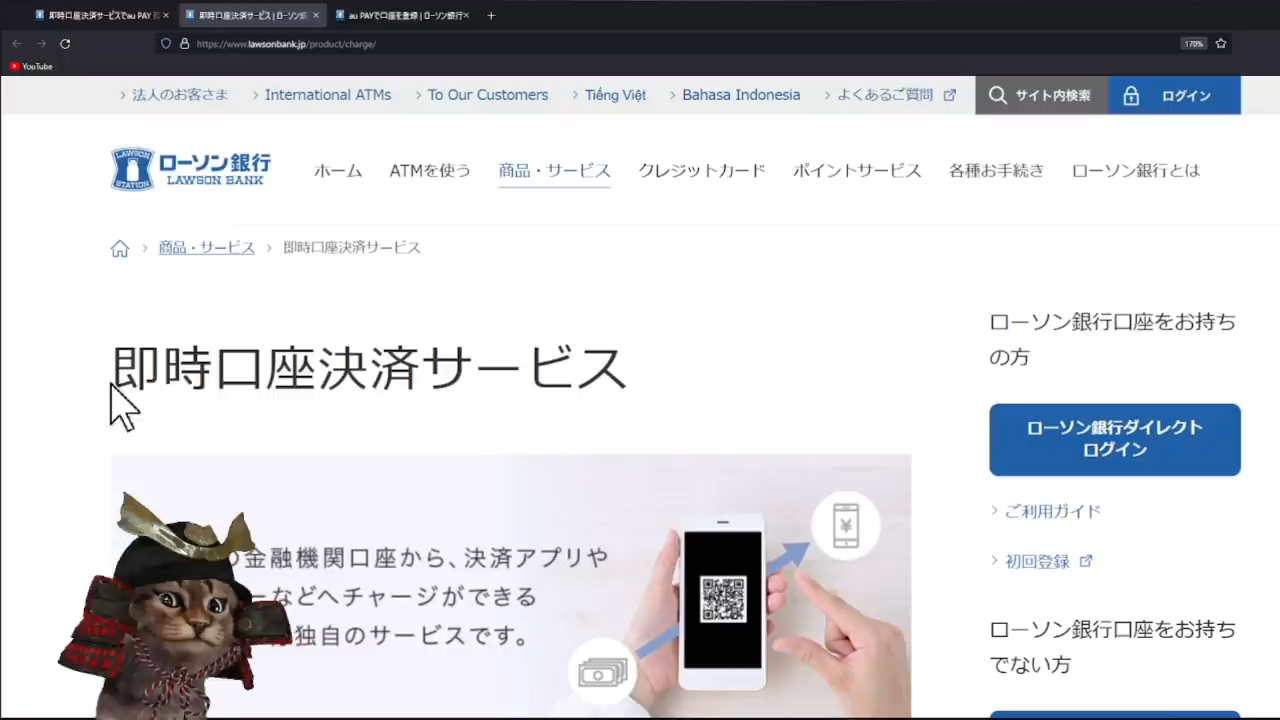 即時口座決済サービスでau PAY
即時口座決済サービス | ローソン銀
au PAYで口座を登録 | ローソン銀行
https://www.lawsonbank.jp/product/charge/
170%
YouTube
法人のお客さま
International ATMs
To Our Customers
Tiếng Việt
Bahasa Indonesia
よくあるご質問
サイト内検索
ログイン
LAWSON
STATION
ローソン銀行
LAWSON BANK
ホーム
ATMを使う
商品・サービス
クレジットカード
ポイントサービス
各種お手続き
ローソン銀行とは
商品・サービス
即時口座決済サービス
即時口座決済サービス
金融機関口座から、決済アプリや
ーなどへチャージができる
独自のサービスです。
¥
ローソン銀行口座をお持ち
の方
ローソン銀行ダイレクト
ログイン
ご利用ガイド
初回登録
ローソン銀行口座をお持ち
でない方